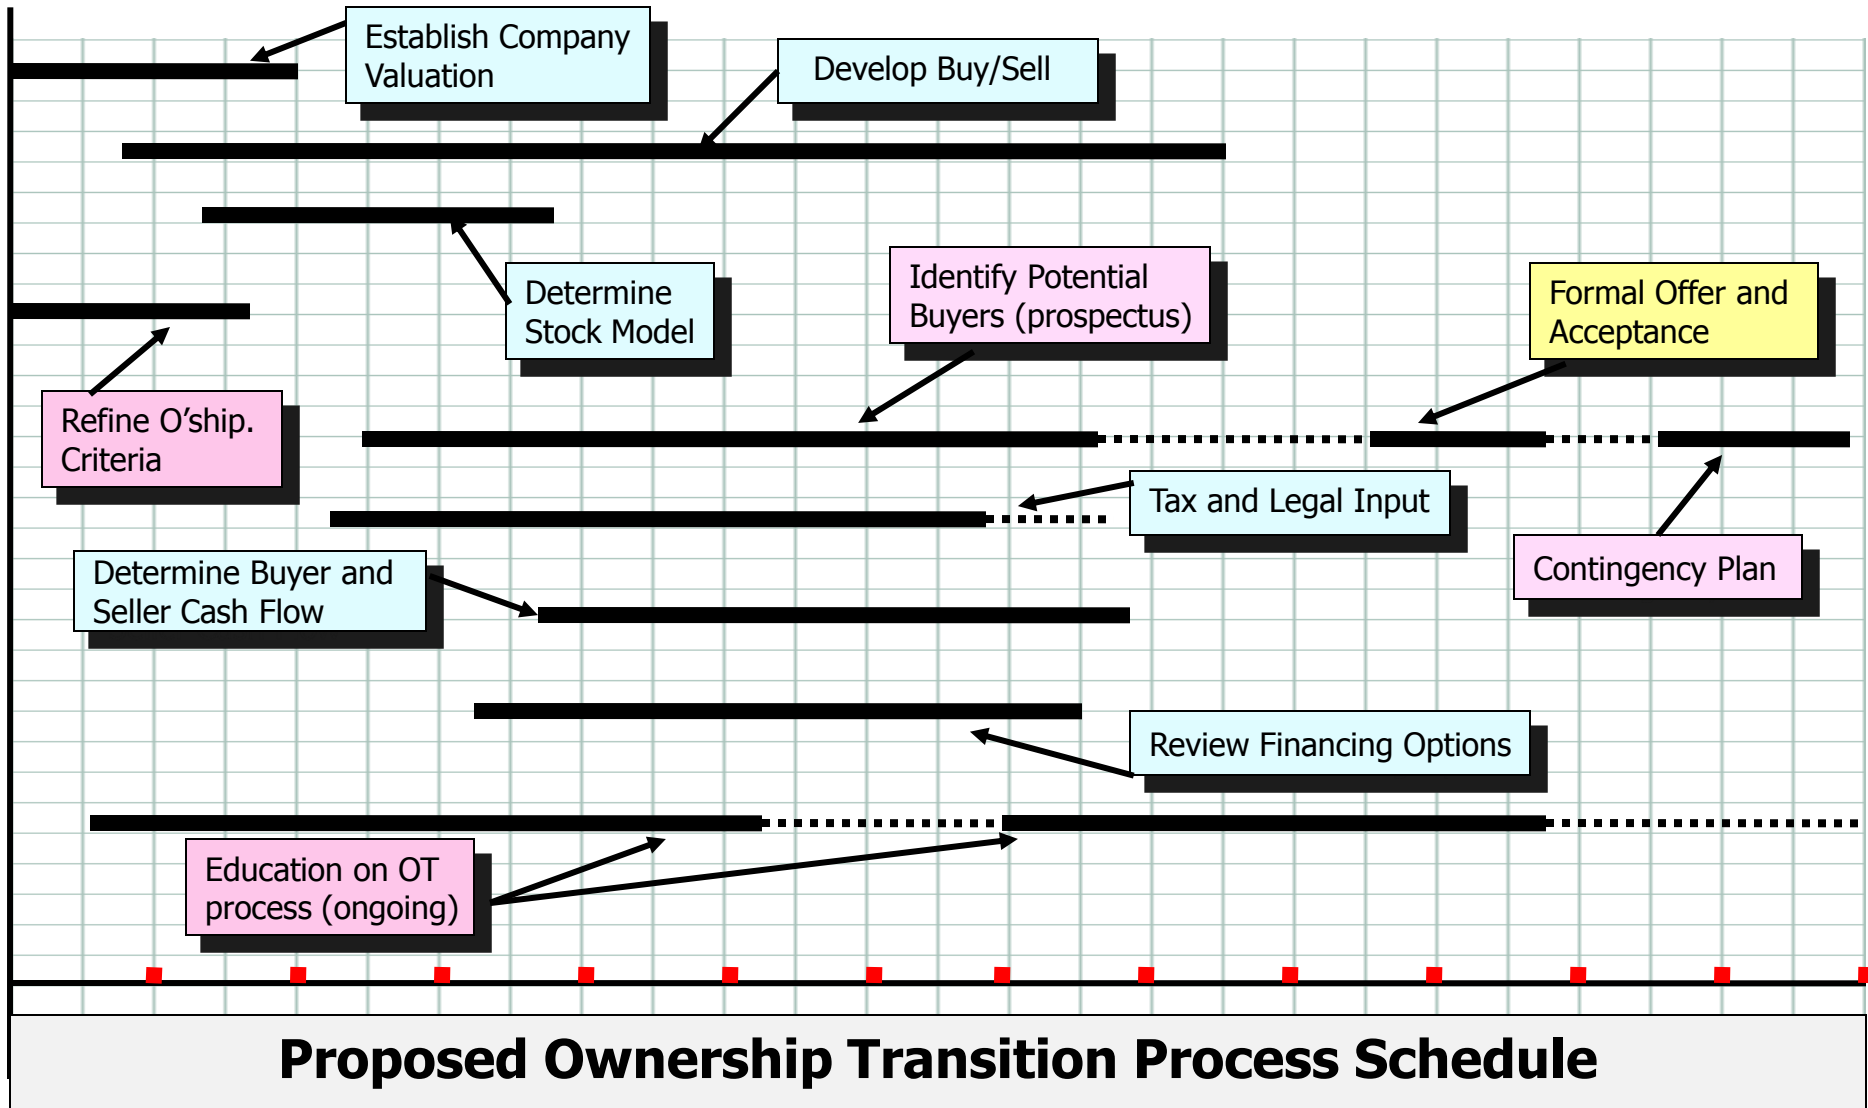 Establish Company
Valuation
Develop Buy/Sell
Determine
Stock Model
Identify Potential
Buyers (prospectus)
Formal Offer and
Acceptance
Refine O’ship.
Criteria
Tax and Legal Input
Contingency Plan
Determine Buyer and
Seller Cash Flow
Review Financing Options
Education on OT
process (ongoing)
Proposed Ownership Transition Process Schedule